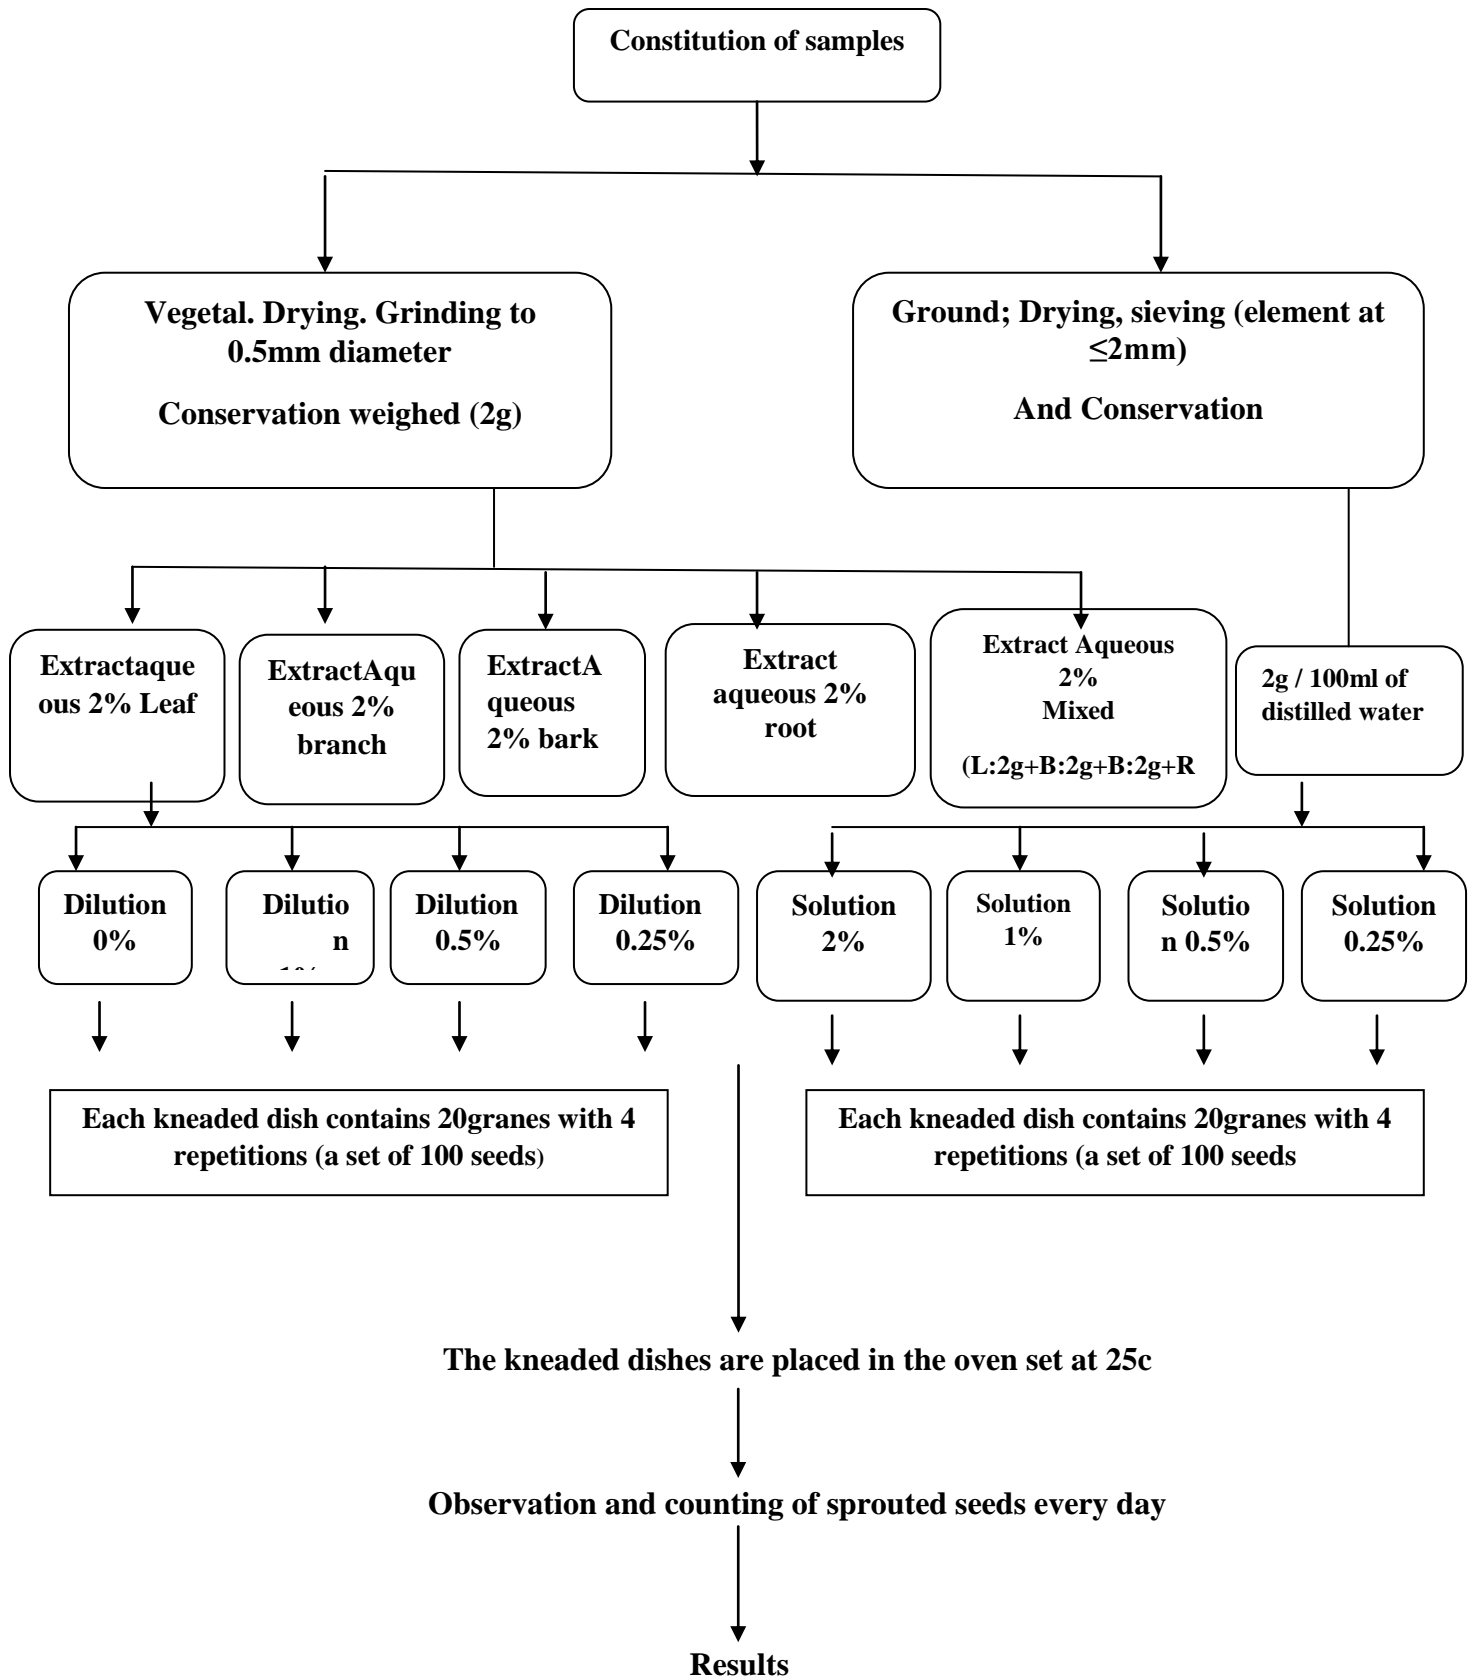 Constitution of samples
Vegetal. Drying. Grinding to
0.5mm diameter
Conservation weighed (2g)
Ground; Drying, sieving (element at
≤2mm)
And Conservation
Extractaque
ous 2% Leaf
ExtractAqu
eous 2%
branch
ExtractA
queous
2% bark
Extract
aqueous 2%
root
Extract Aqueous
2%
Mixed
(L:2g+B:2g+B:2g+R
2g / 100ml of
distilled water
Dilution
0%
Dilutio
n
Dilution
0.5%
Dilution
0.25%
Solution
2%
Solution
1%
Solutio
n 0.5%
Solution
0.25%
Each kneaded dish contains 20granes with 4
repetitions (a set of 100 seeds)
Each kneaded dish contains 20granes with 4
repetitions (a set of 100 seeds
The kneaded dishes are placed in the oven set at 25c
Observation and counting of sprouted seeds every day
Results